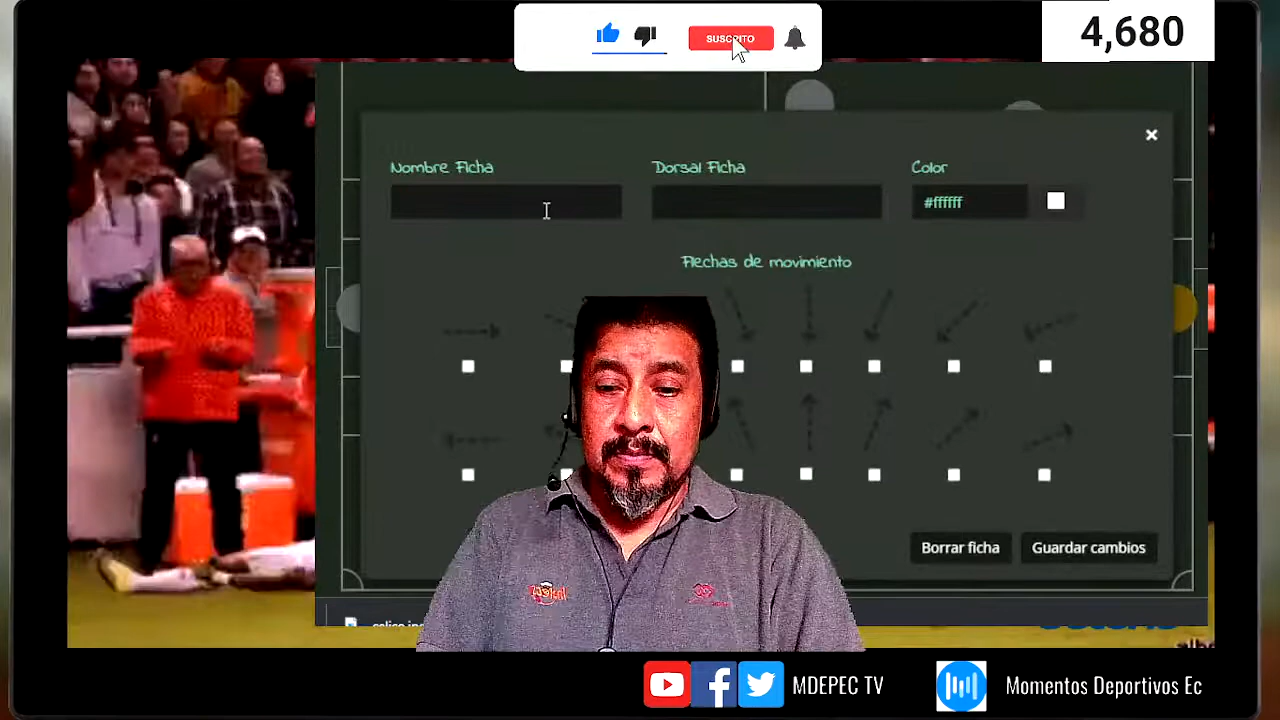 SUSCRITO
4,680
Nombre Ficha
Dorsal Ficha
Color
#ffffff
Flechas de movimiento
Borrar ficha
Guardar cambios
MDEPEC TV
Momentos Deportivos Ec